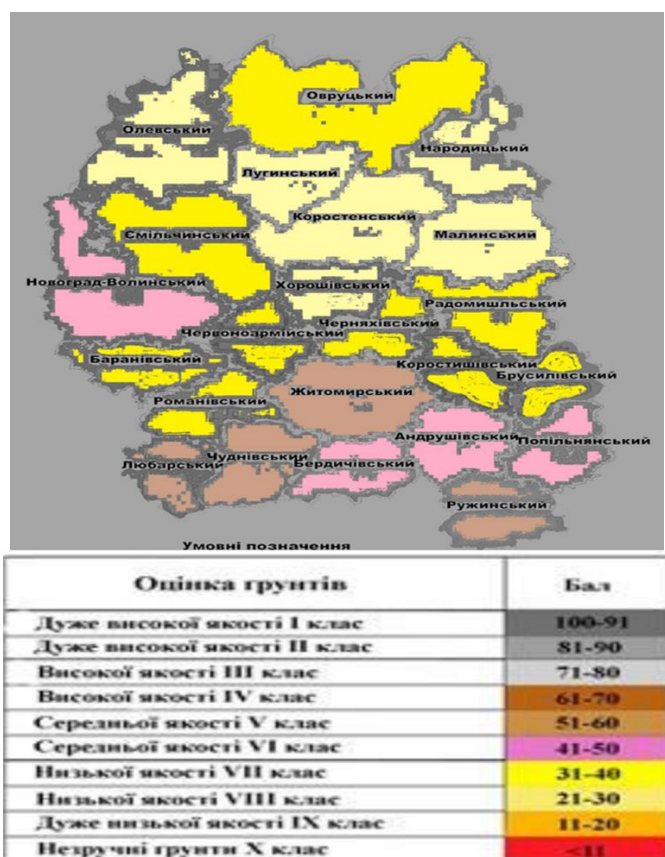 Овруцький
Олевський
Народицький
Лугинський
Коростенський
Ємільчинський
Малинський
Новоград-Волинський
Хорошівський
Радомишльський
Черняхівський
Червоноармійський
Баранівський
Коростишівський
Брусилівський
Житомирський
Романівський
Андрушівський
Попільнянський
Чуднівський
Любарський
Бердичівський
Ружинський
Умовні позначення
Оцінка грунтів Бал
Дуже високої якості I клас 100-91
Дуже високої якості II клас 81-90
Високої якості III клас 71-80
Високої якості IV клас 61-70
Середньої якості V клас 51-60
Середньої якості VI клас 41-50
Низької якості VII клас 31-40
Низької якості VIII клас 21-30
Дуже низької якості IX клас 11-20
Незручні грунти X клас <11